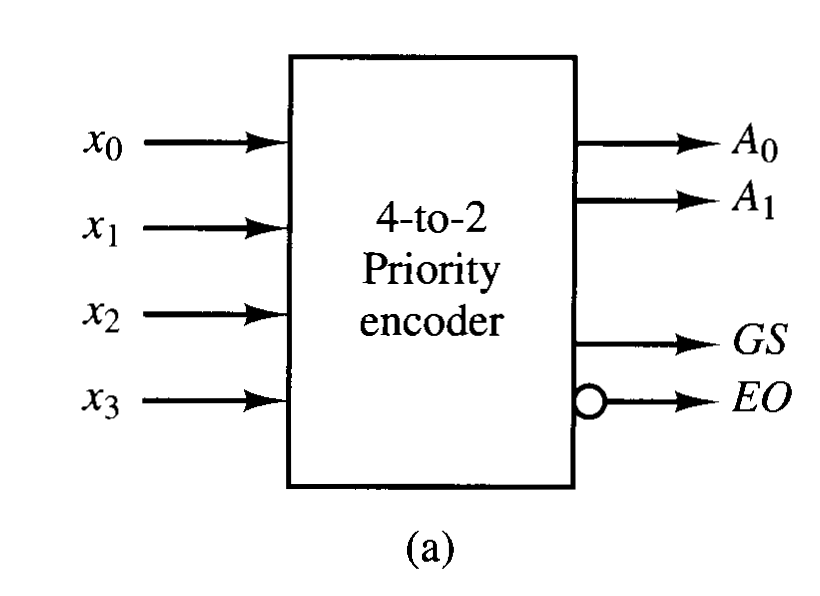 x0
x1
x2
x3
4-to-2
Priority
encoder
A0
A1
GS
EO
(a)